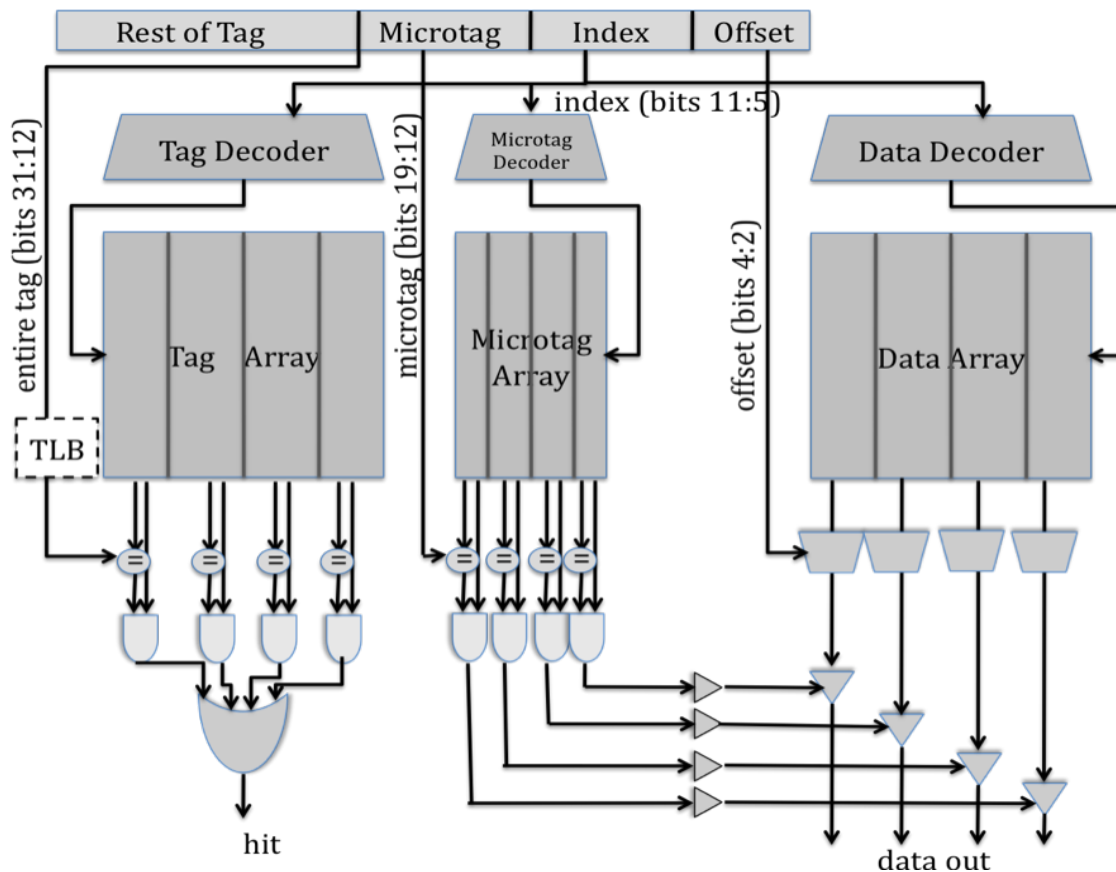 Rest of Tag
Microtag
Index
Offset
index (bits 11:5)
entire tag (bits 31:12)
Tag Decoder
microtag (bits 19:12)
Microtag
Decoder
offset (bits 4:2)
Data Decoder
Tag Array
Microtag
Array
Data Array
TLB
=
=
=
=
=
=
=
=
hit
data out